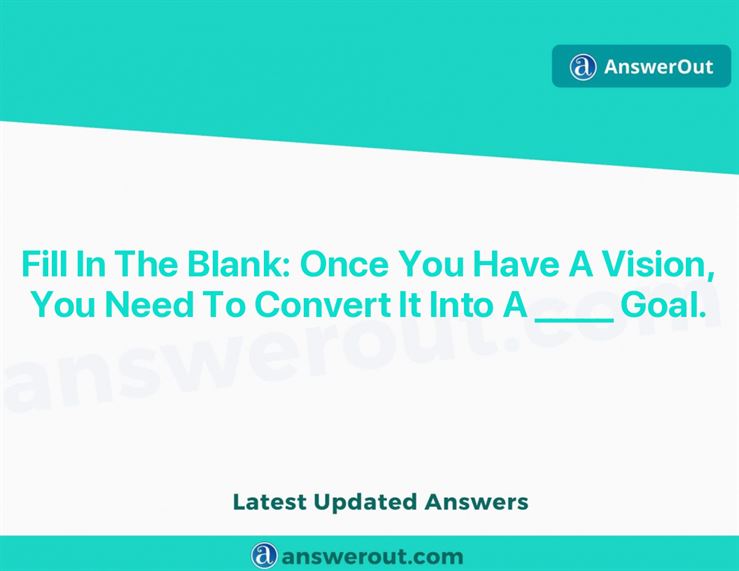 a AnswerOut
Fill In The Blank: Once You Have A Vision,
You Need To Convert It Into A _____ Goal.
answerout.com
Latest Updated Answers
a answerout.com